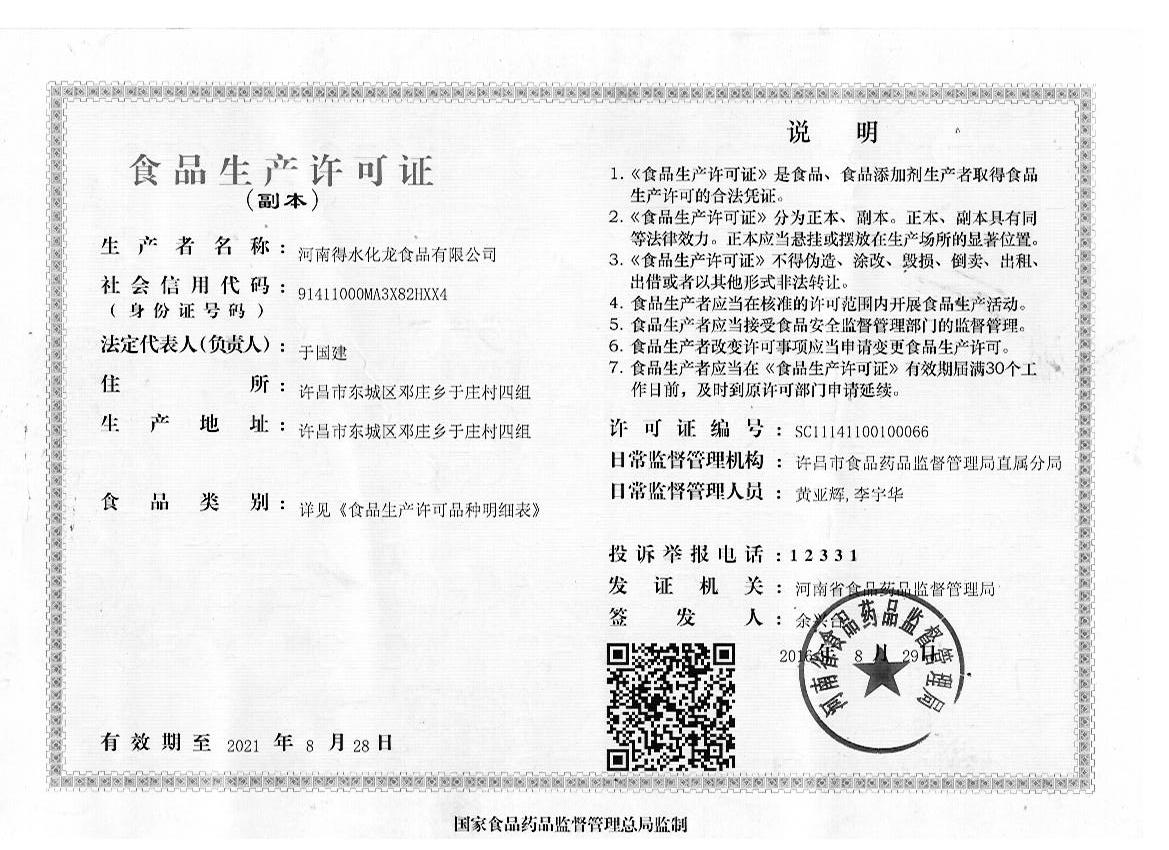 食品生产许可证
(副本)
生产者名称：河南得水化龙食品有限公司
社会信用代码：91411000MA3X82HXX4
(身份证号码)
法定代表人(负责人)：于国建
住所：许昌市东城区邓庄乡于庄村四组
生产地址：许昌市东城区邓庄乡于庄村四组
食品类别：详见《食品生产许可品种明细表》
有效期至 2021 年 8 月 28 日
说明
1.《食品生产许可证》是食品、食品添加剂生产者取得食品
生产许可的合法凭证。
2.《食品生产许可证》分为正本、副本。正本、副本具有同
等法律效力。正本应当悬挂或摆放在生产场所的显著位置。
3.《食品生产许可证》不得伪造、涂改、毁损、倒卖、出租、
出借或者以其他形式非法转让。
4. 食品生产者应当在核准的许可范围内开展食品生产活动。
5. 食品生产者应当接受食品安全监督管理部门的监督管理。
6. 食品生产者改变许可事项应当申请变更食品生产许可。
7. 食品生产者应当在《食品生产许可证》有效期届满30个工
作日前，及时到原许可部门申请延续。
许可证编号：SC11141100100066
日常监督管理机构：许昌市食品药品监督管理局直属分局
日常监督管理人员：黄亚辉,李宇华
投诉举报电话：12331
发证机关：河南省食品药品监督管理局
签发人：余兴台
2016年 8 月 29日
河南省食品药品监督管理局
国家食品药品监督管理总局监制